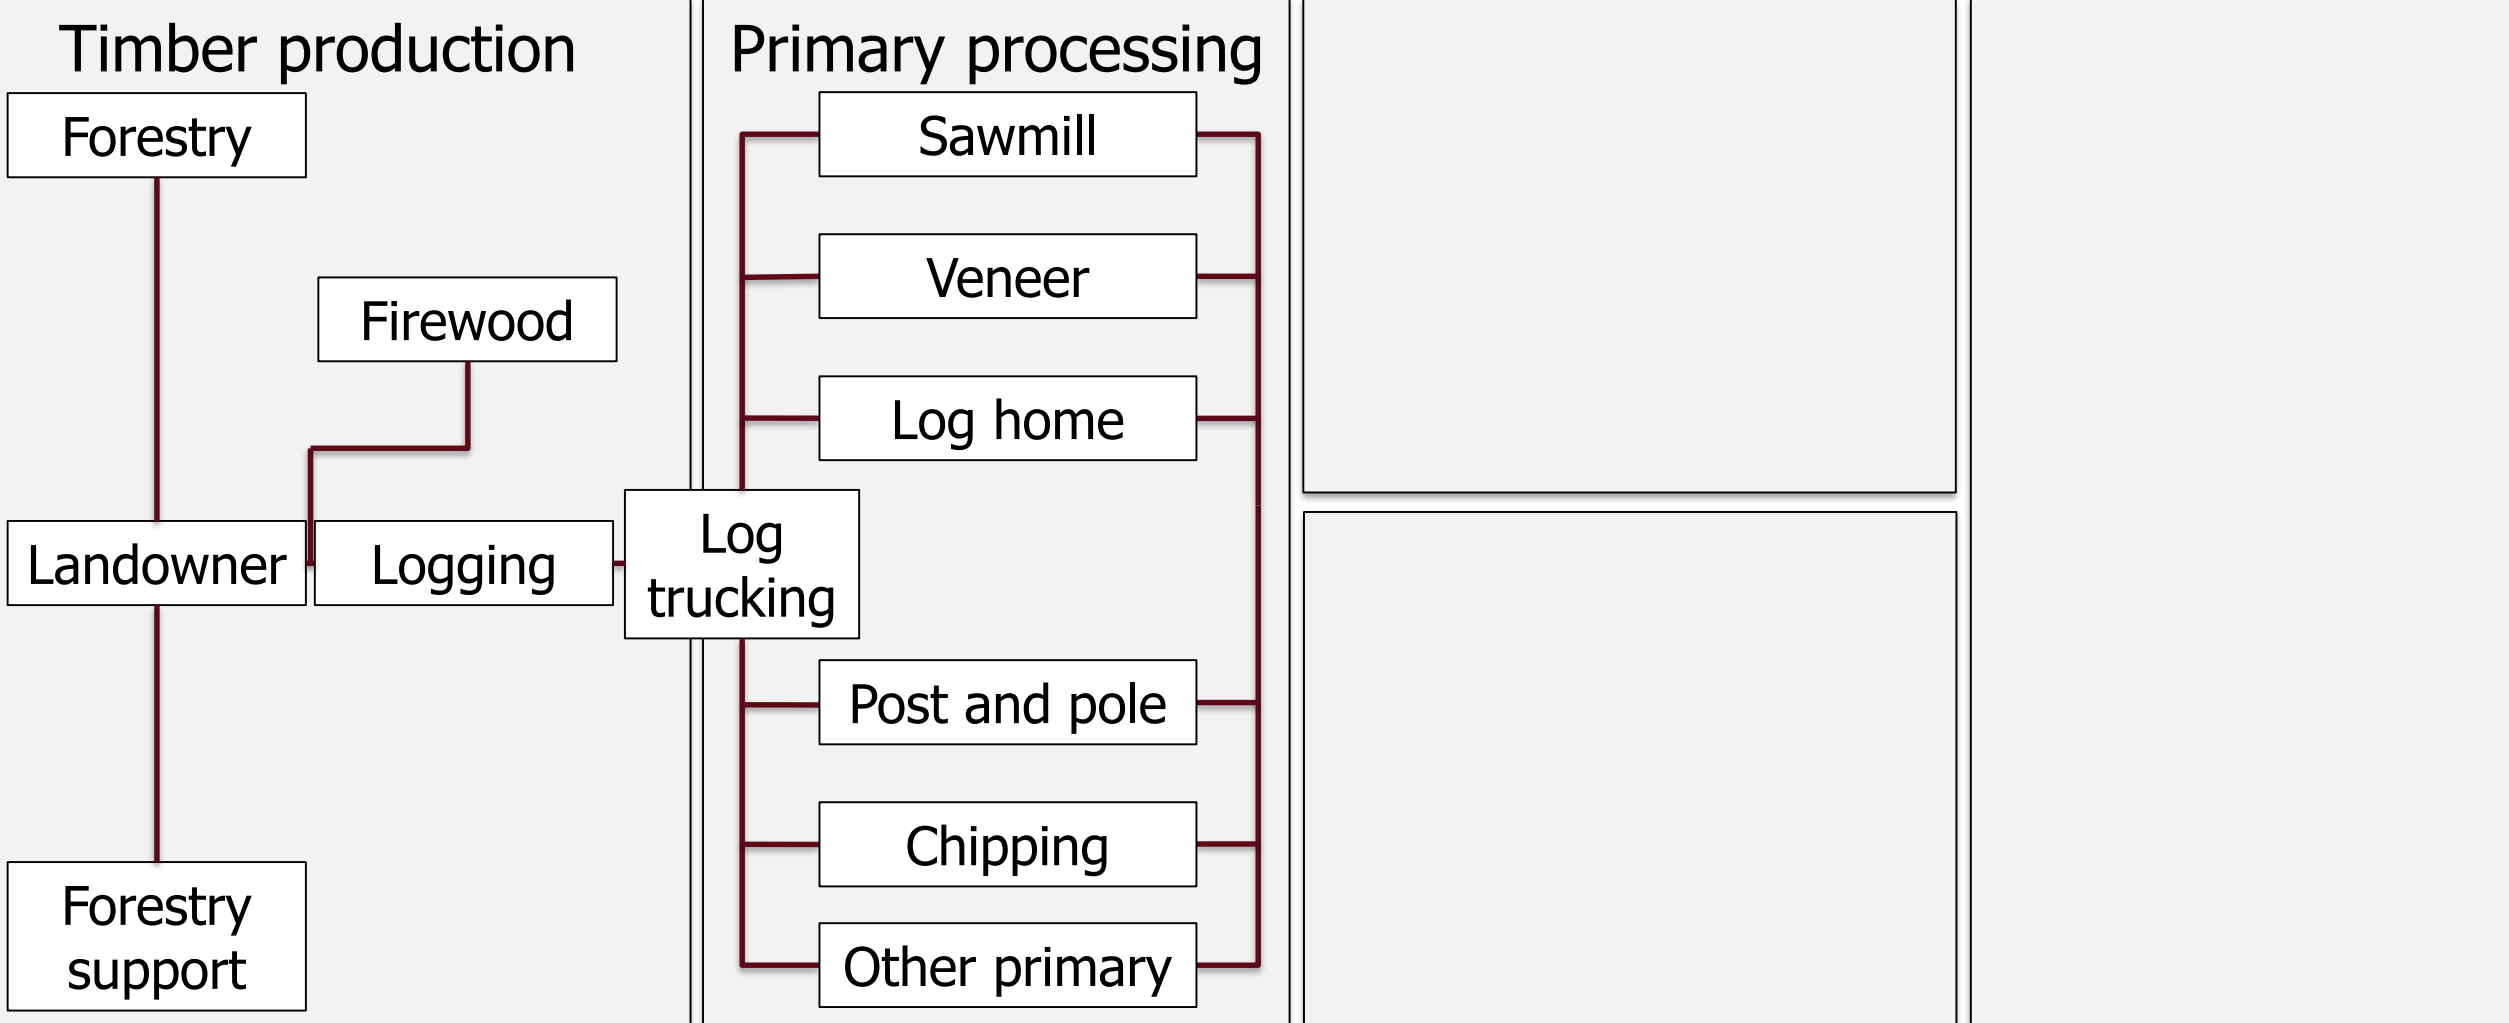 Timber production
Forestry
Firewood
Landowner
Logging
Forestry
support
Log
trucking
Primary processing
Sawmill
Veneer
Log home
Post and pole
Chipping
Other primary